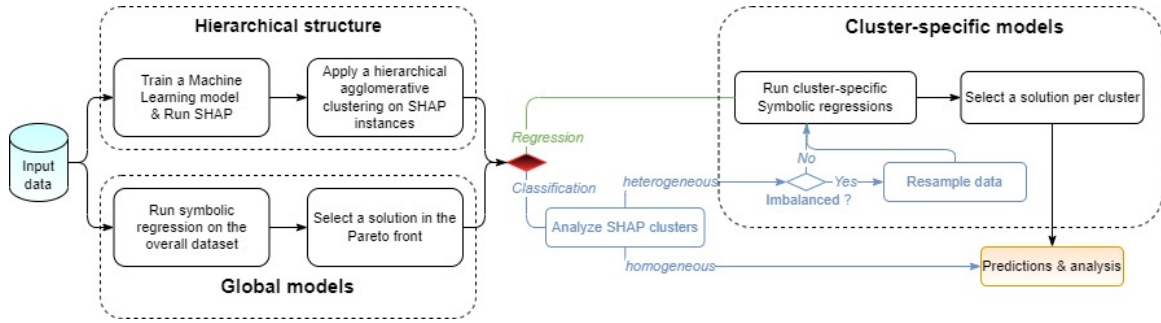 Hierarchical structure
Train a Machine
Learning model
& Run SHAP
Apply a hierarchical
agglomerative
clustering on SHAP
instances
Input
data
Run symbolic
regression on the
overall dataset
Select a solution in the
Pareto front
Global models
Regression
Classification
Analyze SHAP clusters
heterogeneous
homogeneous
Cluster-specific models
Run cluster-specific
Symbolic regressions
Select a solution per cluster
No
Yes
Imbalanced ?
Resample data
Predictions & analysis